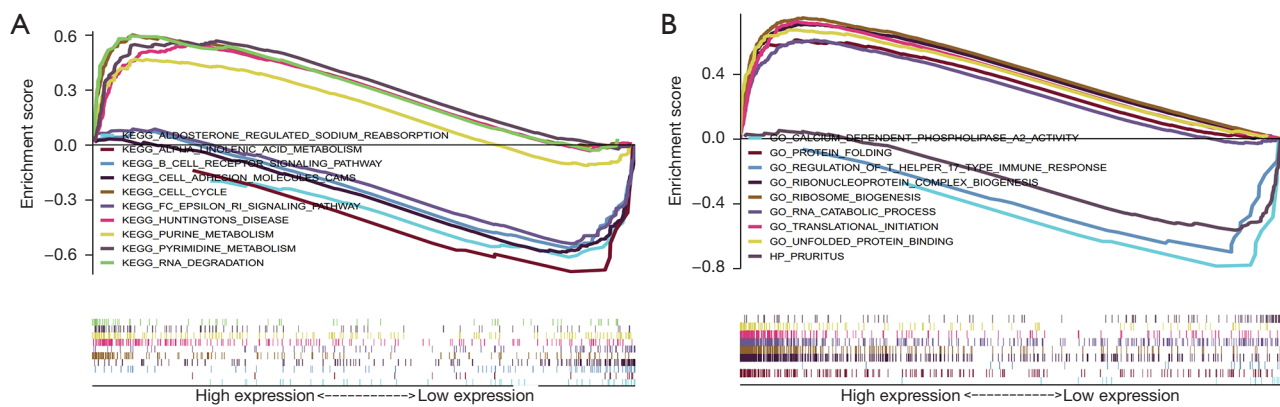 A
Enrichment score
0.6
0.3
0.0
−0.3
−0.6
KEGG_ALDOSTERONE_REGULATED_SODIUM_REABSORPTION
KEGG_ALPHA_LINOLENIC_ACID_METABOLISM
KEGG_B_CELL_RECEPTOR_SIGNALING_PATHWAY
KEGG_CELL_ADHESION_MOLECULES_CAMS
KEGG_CELL_CYCLE
KEGG_FC_EPSILON_RI_SIGNALING_PATHWAY
KEGG_HUNTINGTONS_DISEASE
KEGG_PURINE_METABOLISM
KEGG_PYRIMIDINE_METABOLISM
KEGG_RNA_DEGRADATION
High expression <----------> Low expression
B
Enrichment score
0.4
0.0
−0.4
−0.8
GO_CALCIUM_DEPENDENT_PHOSPHOLIPASE_A2_ACTIVITY
GO_PROTEIN_FOLDING
GO_REGULATION_OF_T_HELPER_17_TYPE_IMMUNE_RESPONSE
GO_RIBONUCLEOPROTEIN_COMPLEX_BIOGENESIS
GO_RIBOSOME_BIOGENESIS
GO_RNA_CATABOLIC_PROCESS
GO_TRANSLATIONAL_INITIATION
GO_UNFOLDED_PROTEIN_BINDING
HP_PRURITUS
High expression <------------> Low expression